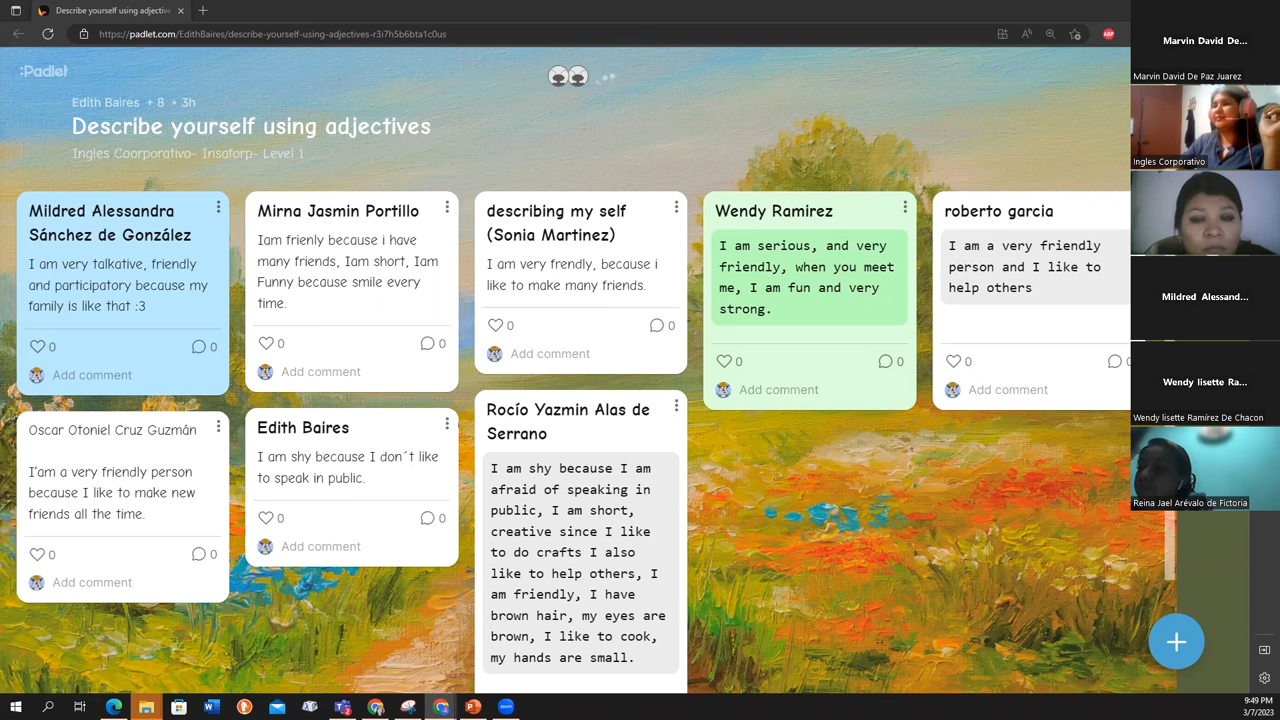 Describe yourself using adjectiv
https://padlet.com/EdithBaires/describe-yourself-using-adjectives-r3i7h5b6bta1c0us
:Padlet
Edith Baires + 8 • 3h
Describe yourself using adjectives
Ingles Coorporativo- Insaforp- Level 1
Mildred Alessandra
Sánchez de González
I am very talkative, friendly
and participatory because my
family is like that :3
0
0
Add comment
Oscar Otoniel Cruz Guzmán
I'am a very friendly person
because I like to make new
friends all the time.
0
0
Add comment
Mirna Jasmin Portillo
Iam frienly because i have
many friends, Iam short, Iam
Funny because smile every
time.
0
0
Add comment
Edith Baires
I am shy because I don´t like
to speak in public.
0
0
Add comment
describing my self
(Sonia Martinez)
I am very frendly, because i
like to make many friends.
0
0
Add comment
Rocío Yazmin Alas de
Serrano
I am shy because I am
afraid of speaking in
public, I am short,
creative since I like
to do crafts I also
like to help others, I
am friendly, I have
brown hair, my eyes are
brown, I like to cook,
my hands are small.
Wendy Ramirez
I am serious, and very
friendly, when you meet
me, I am fun and very
strong.
0
0
Add comment
roberto garcia
I am a very friendly
person and I like to
help others
0
0
Add comment
Marvin David De...
Marvin David De Paz Juarez
Ingles Corporativo
Mildred Alessand...
Wendy lisette Ra...
Wendy lisette Ramírez De Chacon
Reina Jael Arévalo de Fictoria
ABP
9:49 PM
3/7/2023